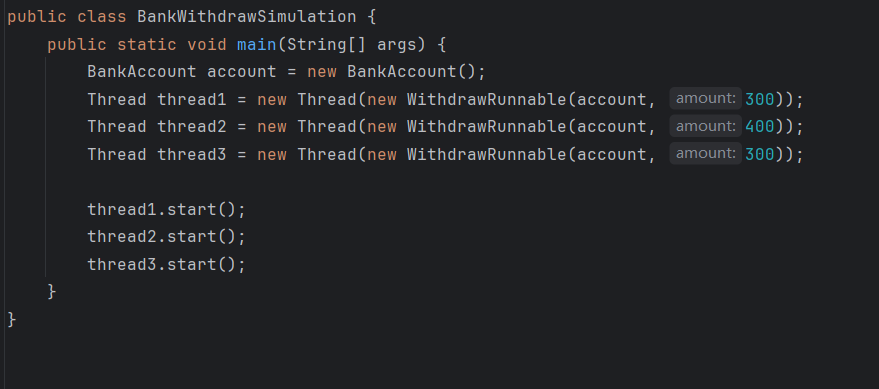 public class BankWithdrawSimulation {
    public static void main(String[] args) {
        BankAccount account = new BankAccount();
        Thread thread1 = new Thread(new WithdrawRunnable(account, amount: 300));
        Thread thread2 = new Thread(new WithdrawRunnable(account, amount: 400));
        Thread thread3 = new Thread(new WithdrawRunnable(account, amount: 300));

        thread1.start();
        thread2.start();
        thread3.start();
    }
}